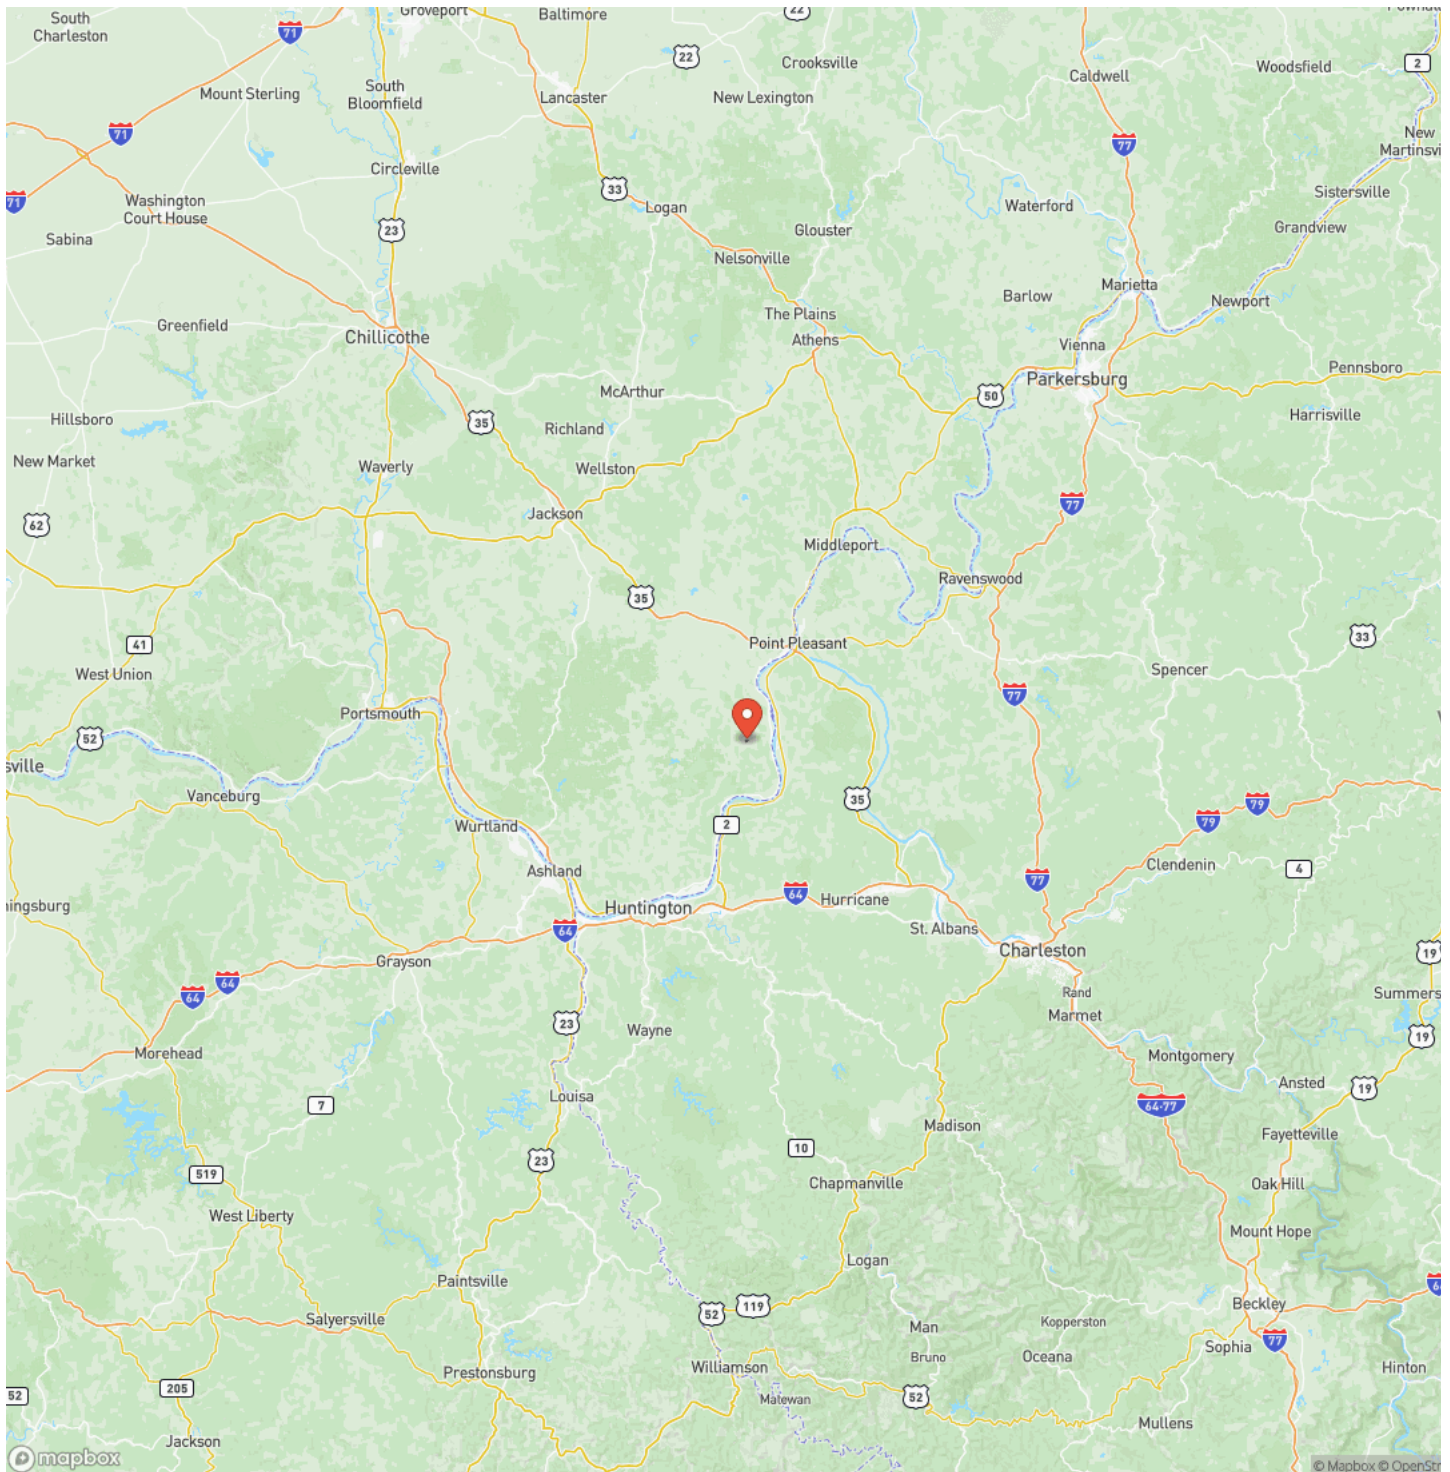 Groveport
Baltimore
22
South
Charleston
71
22
Crooksville
Caldwell
Woodsfield
2
Mount Sterling
South
Bloomfield
Lancaster
New Lexington
71
77
New
Martinsvi
Circleville
71
Washington
Court House
33
Logan
Waterford
Sistersville
Sabina
23
Glouster
Grandview
Nelsonville
Marietta
Barlow
Newport
Greenfield
Chillicothe
The Plains
Athens
Vienna
Parkersburg
Pennsboro
McArthur
50
Hillsboro
35
Richland
Harrisville
New Market
Waverly
Wellston
77
62
Jackson
Middleport
Ravenswood
35
41
Point Pleasant
33
West Union
Spencer
77
Portsmouth
52
sville
Vanceburg
35
79
79
Wurtland
2
Clendenin
Ashland
77
4
ningsburg
Huntington
64
Hurricane
64
St. Albans
Charleston
19
Grayson
64
64
Rand
Summers
Marmet
23
Wayne
19
Morehead
Montgomery
Ansted
19
7
Louisa
64-77
Madison
Fayetteville
10
23
519
Chapmanville
Oak Hill
West Liberty
Mount Hope
Logan
Paintsville
6
Beckley
52
119
Salyersville
Man
Kopperston
77
Sophia
Bruno
Oceana
Williamson
Hinton
Prestonsburg
205
52
Matewan
52
Mullens
Jackson
mapbox
© Mapbox © OpenStr